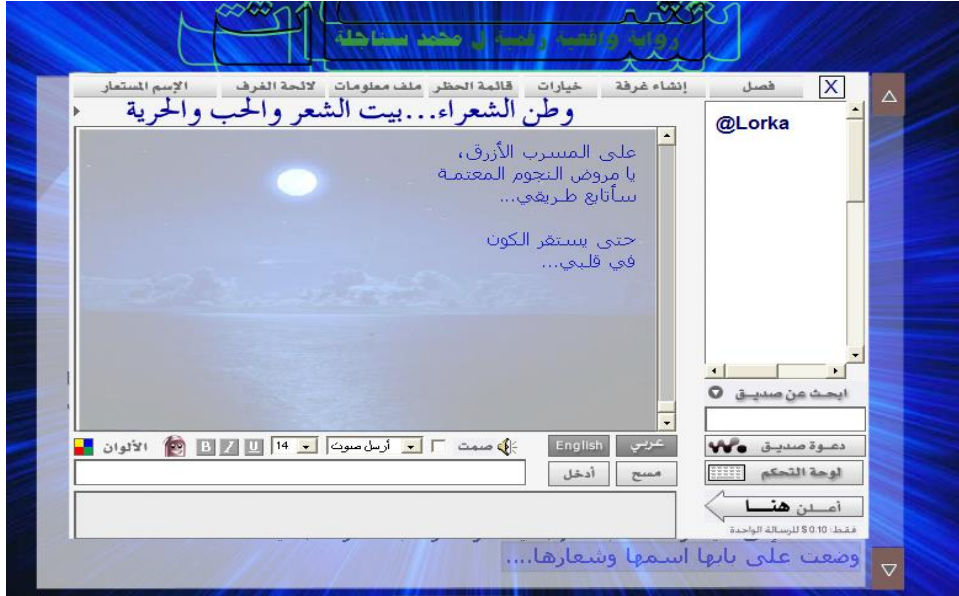 شـــات
رواية واقعية رقمية ل محمد سناجلة
فصل
إنشاء غرفة
خيارات
قائمة الحظر
ملف معلومات
لائحة الغرف
الإسم المستعار
X
وطن الشعراء...بيت الشعر والحب والحرية
@Lorka
على المسرب الأزرق،
يا مروض النجوم المعتمة
سأتابع طريقي...
حتى يستقر الكون
في قلبي...
ابحث عن صديق
الألوان
B I U
14
أرسل صوت
صمت
English
عربي
دعوة صديق
أدخل
مسح
لوحة التحكم
أعلن هنا
فقط: 0.10 $ للرسالة الواحدة
وضعت على بابها اسمها وشعارها....